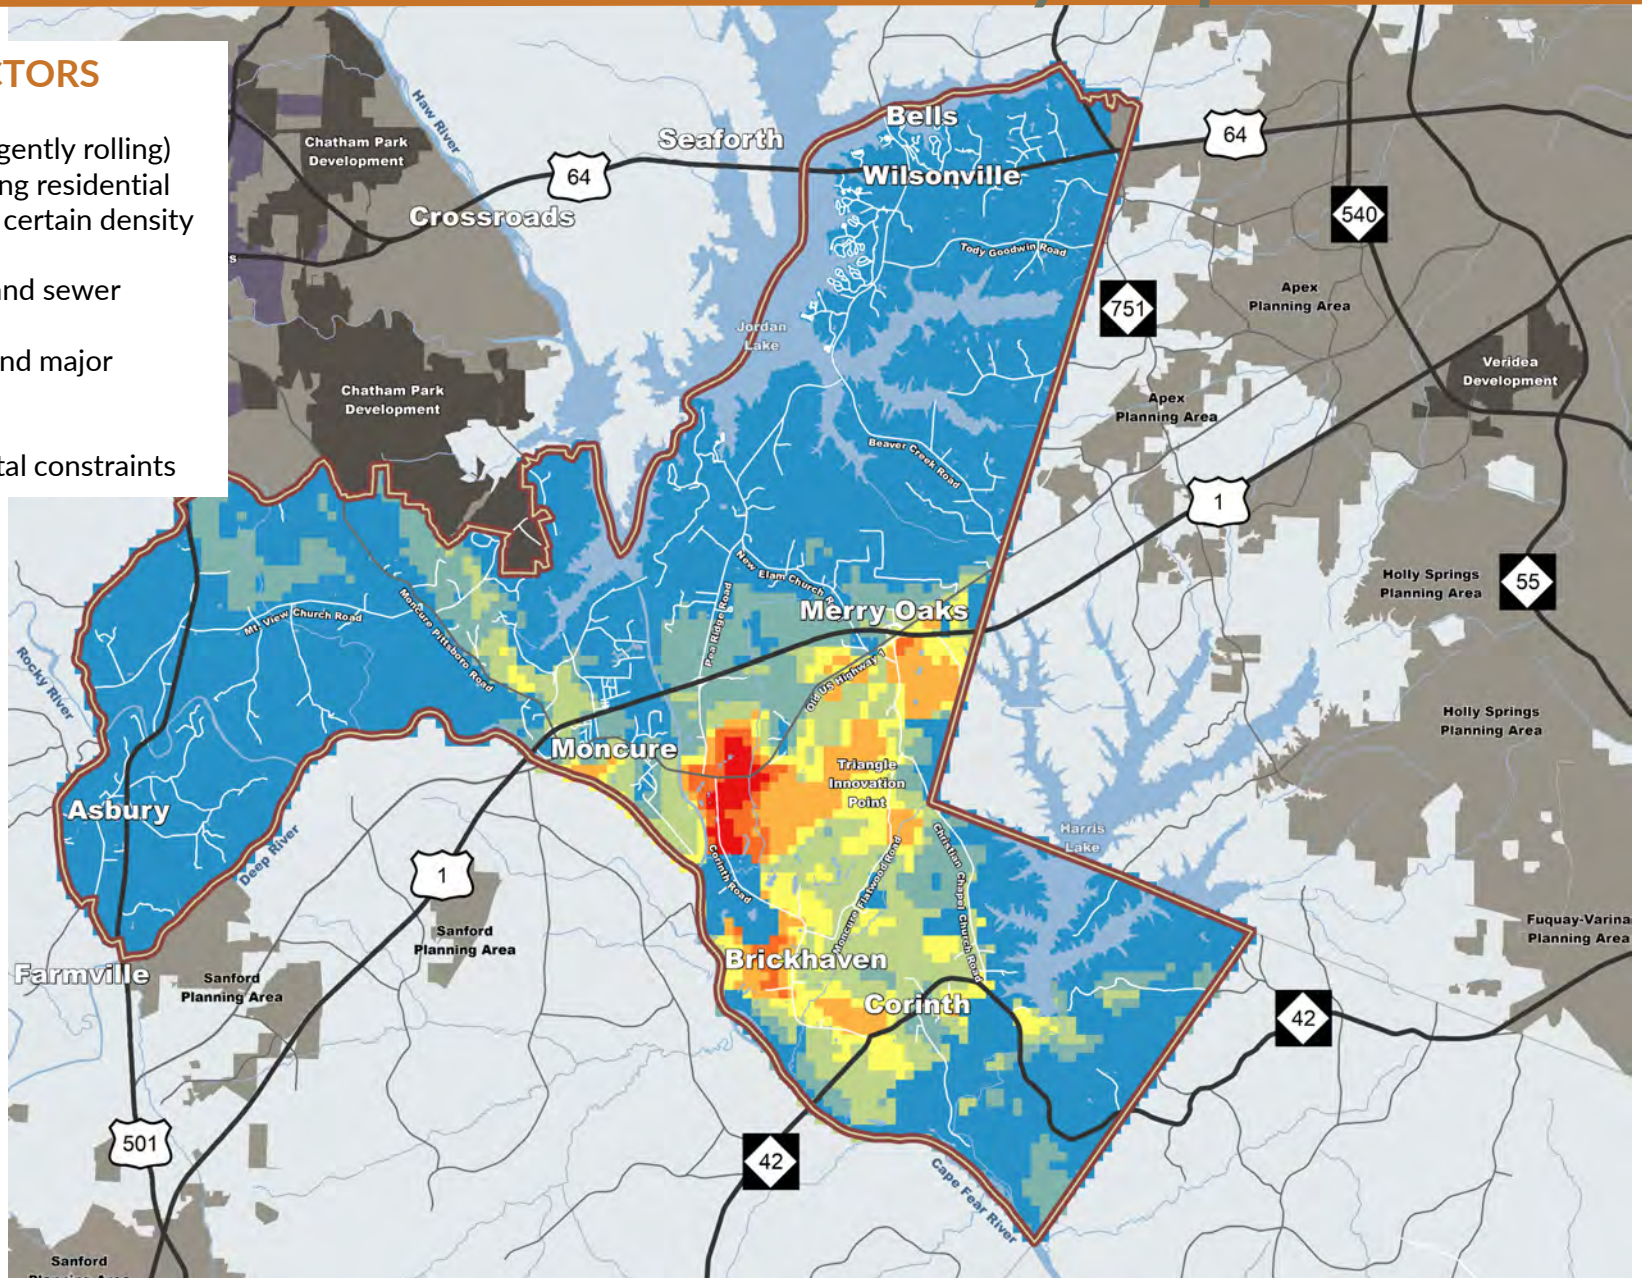 CTORS
gently rolling)
ng residential
certain density
and sewer
nd major
tal constraints
Chatham Park
Development
Haw River
Seaforth
64
Crossroads
Bells
Wilsonville
64
540
Tody Goodwin Road
751
Apex
Planning Area
Jordan
Lake
Veridea
Development
Chatham Park
Development
Apex
Planning Area
Beaver Creek Road
1
Holly Springs
Planning Area
55
New Elam Church R
Merry Oaks
Mt. View Church Road
Moncure Pittsboro Road
Pea Ridge Road
Old US Highway 1
Rocky River
Holly Springs
Planning Area
Moncure
Triangle
Innovation
Point
Asbury
Harris
Lake
Deep River
1
Corinth Road
Moncure Flatwood Road
Christian Chapel Church Road
Sanford
Planning Area
Fuquay-Varina
Planning Area
Brickhaven
Farmville
Sanford
Planning Area
Corinth
42
501
42
Cape Fear River
Sanford